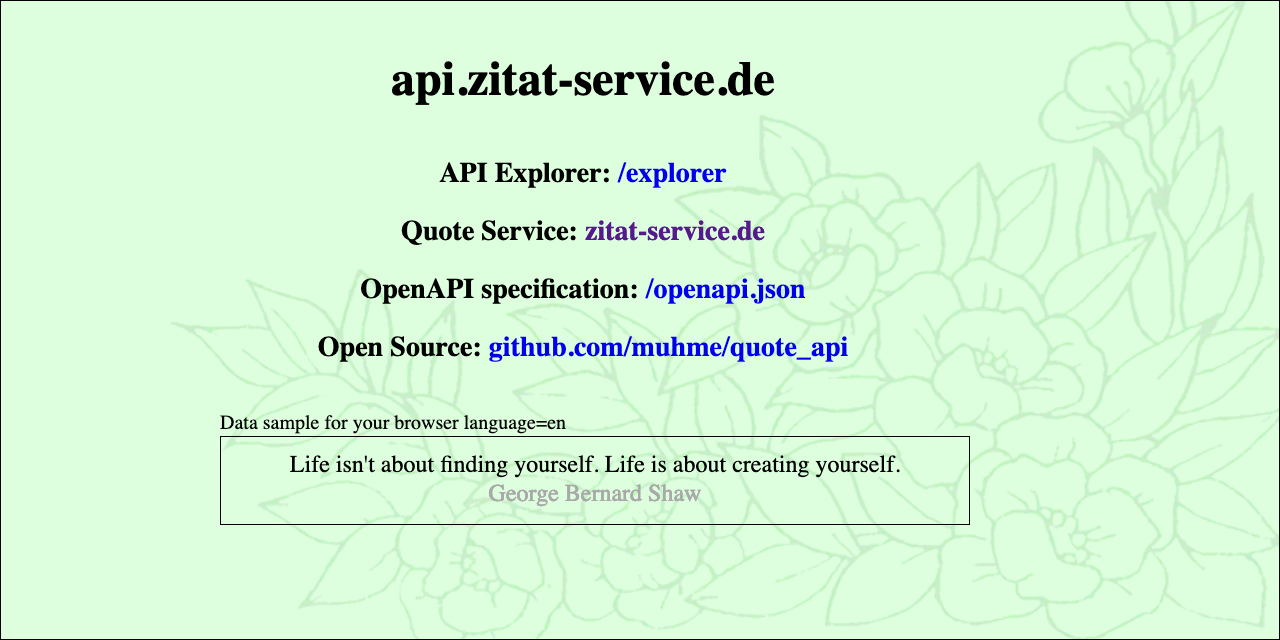 api.zitat-service.de
API Explorer: /explorer
Quote Service: zitat-service.de
OpenAPI specification: /openapi.json
Open Source: github.com/muhme/quote_api
Data sample for your browser language=en
Life isn't about finding yourself. Life is about creating yourself.
George Bernard Shaw